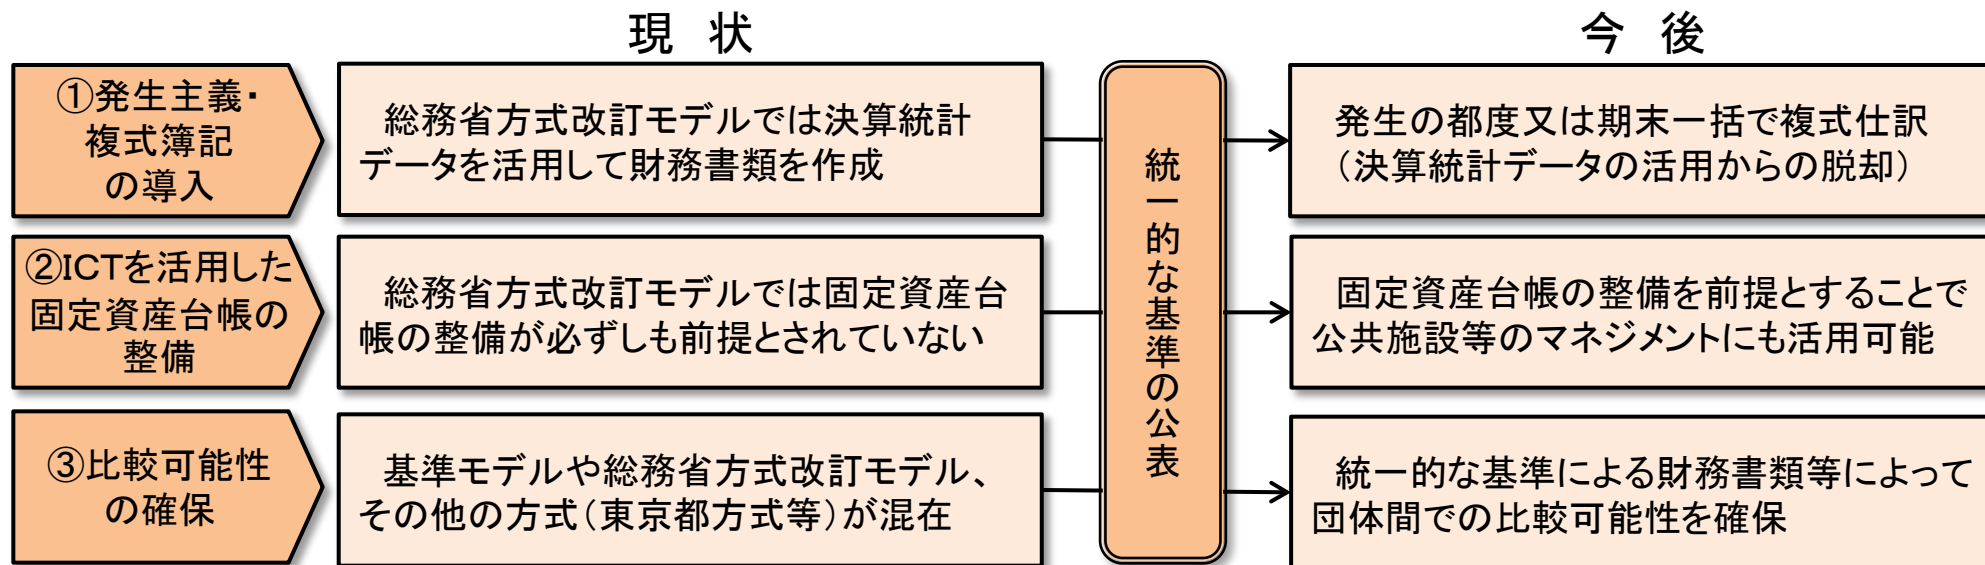 現 状
今 後
①発生主義・
複式簿記
の導入
総務省方式改訂モデルでは決算統計
データを活用して財務書類を作成
発生の都度又は期末一括で複式仕訳
（決算統計データの活用からの脱却）
②ICTを活用した
固定資産台帳の
整備
総務省方式改訂モデルでは固定資産台
帳の整備が必ずしも前提とされていない
固定資産台帳の整備を前提とすることで
公共施設等のマネジメントにも活用可能
③比較可能性
の確保
基準モデルや総務省方式改訂モデル、
その他の方式（東京都方式等）が混在
統一的な基準による財務書類等によって
団体間での比較可能性を確保
統一的な基準の公表